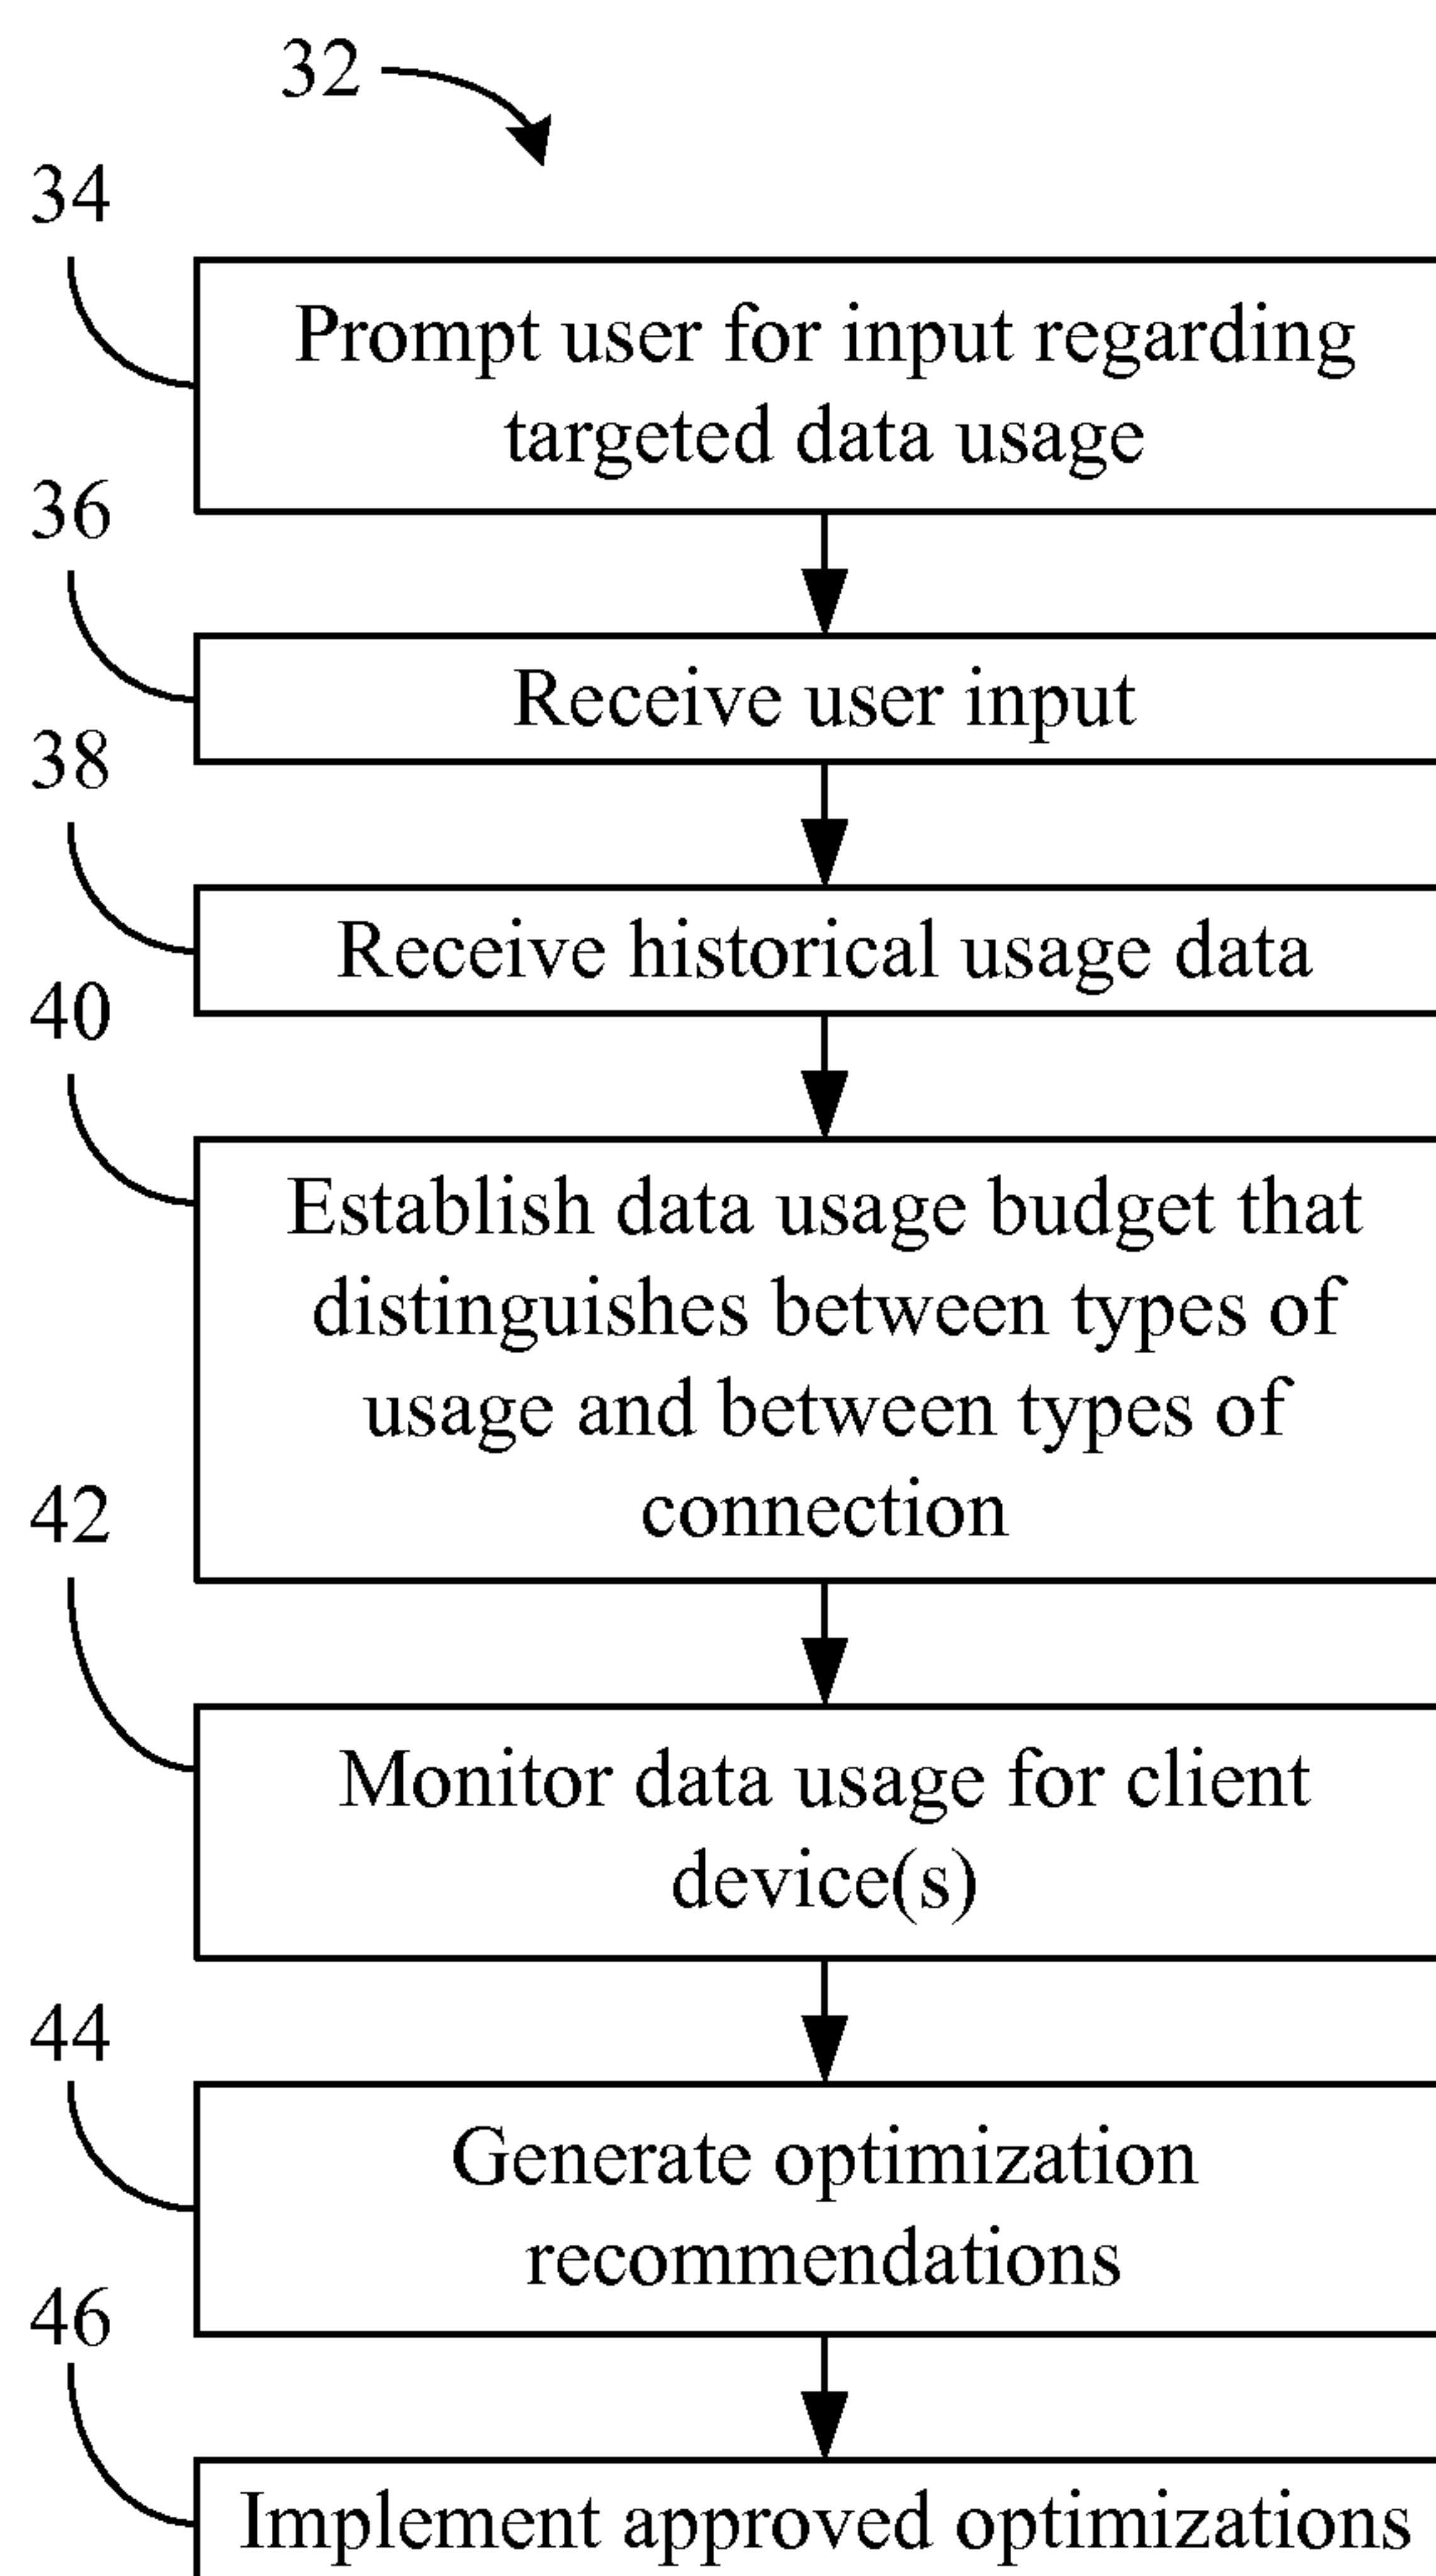 32
34
Prompt user for input regarding
targeted data usage
36
Receive user input
38
Receive historical usage data
40
Establish data usage budget that
distinguishes between types of
usage and between types of
connection
42
Monitor data usage for client
device(s)
44
Generate optimization
recommendations
46
Implement approved optimizations